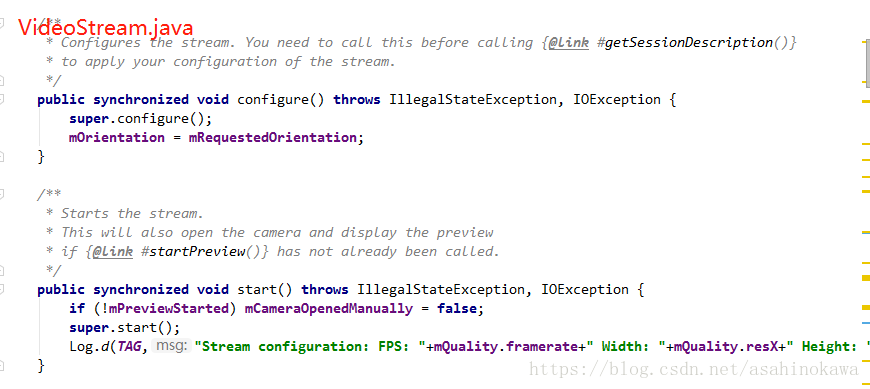 VideoStream.java
/**
* Configures the stream. You need to call this before calling {@link #getSessionDescription()}
* to apply your configuration of the stream.
*/
public synchronized void configure() throws IllegalStateException, IOException {
super.configure();
mOrientation = mRequestedOrientation;
}
/**
* Starts the stream.
* This will also open the camera and display the preview
* if {@link #startPreview()} has not already been called.
*/
public synchronized void start() throws IllegalStateException, IOException {
if (!mPreviewStarted) mCameraOpenedManually = false;
super.start();
Log.d(TAG, msg: "Stream configuration: FPS: "+mQuality.framerate+" Width: "+mQuality.resX+" Height: "
}
https://blog.csdn.net/asahinokawa